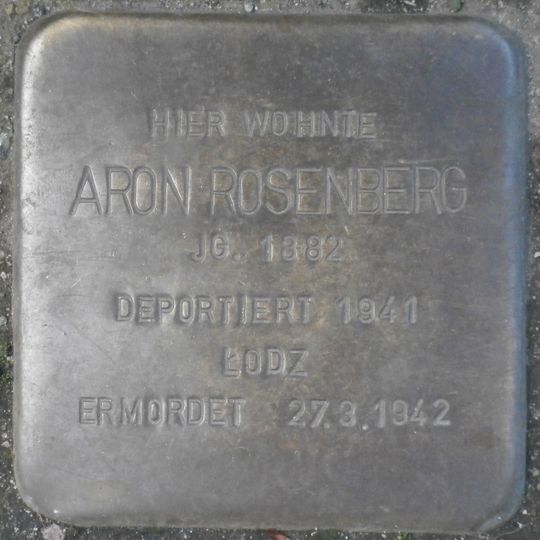 HIER WOHNTE
ARON ROSENBERG
JG. 1882
DEPORTIERT 1941
ŁODZ
ERMORDET 27.3.1942